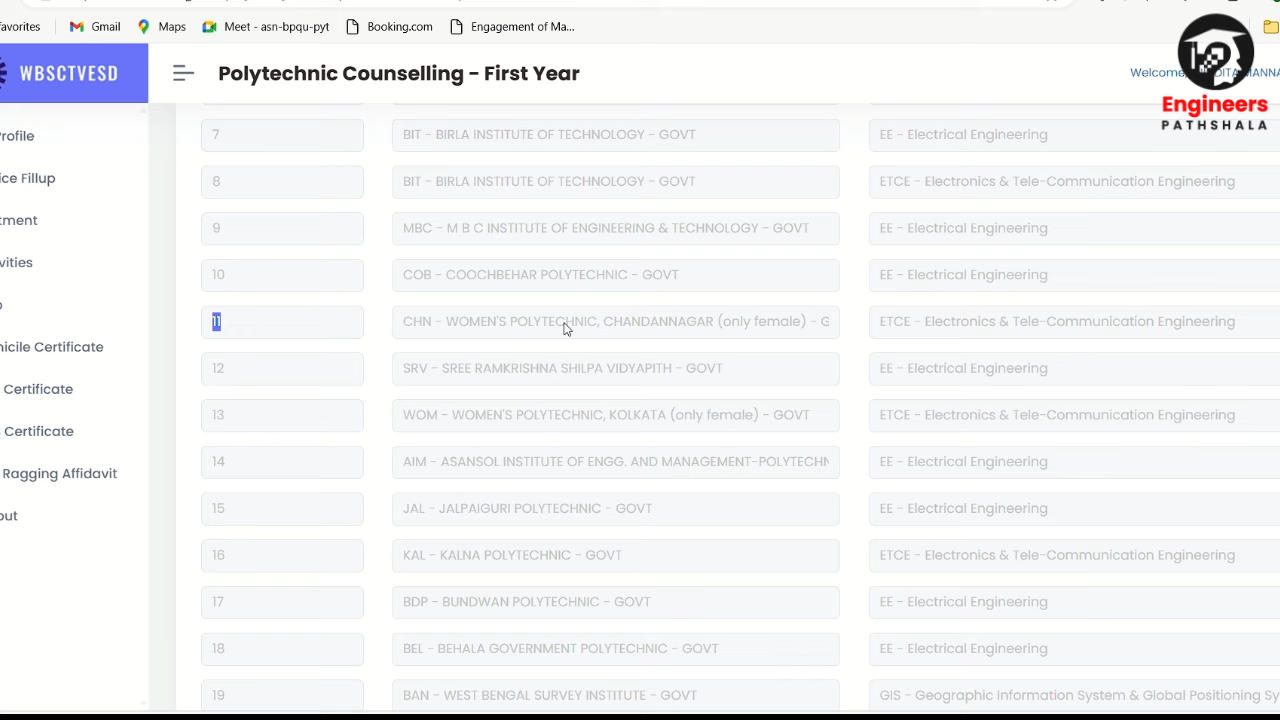 favorites Gmail Maps Meet - asn-bpqu-pyt Booking.com Engagement of Ma...
WBSCTVESD Polytechnic Counselling - First Year Welcome,
Engineers
PATHSHALA
Profile
ice Fillup
tment
vities
icile Certificate
Certificate
Certificate
Ragging Affidavit
out
7 BIT - BIRLA INSTITUTE OF TECHNOLOGY - GOVT EE - Electrical Engineering
8 BIT - BIRLA INSTITUTE OF TECHNOLOGY - GOVT ETCE - Electronics & Tele-Communication Engineering
9 MBC - M B C INSTITUTE OF ENGINEERING & TECHNOLOGY - GOVT EE - Electrical Engineering
10 COB - COOCHBEHAR POLYTECHNIC - GOVT EE - Electrical Engineering
11 CHN - WOMEN'S POLYTECHNIC, CHANDANNAGAR (only female) - G ETCE - Electronics & Tele-Communication Engineering
12 SRV - SREE RAMKRISHNA SHILPA VIDYAPITH - GOVT EE - Electrical Engineering
13 WOM - WOMEN'S POLYTECHNIC, KOLKATA (only female) - GOVT ETCE - Electronics & Tele-Communication Engineering
14 AIM - ASANSOL INSTITUTE OF ENGG. AND MANAGEMENT-POLYTECHN EE - Electrical Engineering
15 JAL - JALPAIGURI POLYTECHNIC - GOVT EE - Electrical Engineering
16 KAL - KALNA POLYTECHNIC - GOVT ETCE - Electronics & Tele-Communication Engineering
17 BDP - BUNDWAN POLYTECHNIC - GOVT EE - Electrical Engineering
18 BEL - BEHALA GOVERNMENT POLYTECHNIC - GOVT EE - Electrical Engineering
19 BAN - WEST BENGAL SURVEY INSTITUTE - GOVT GIS - Geographic Information System & Global Positioning Sy